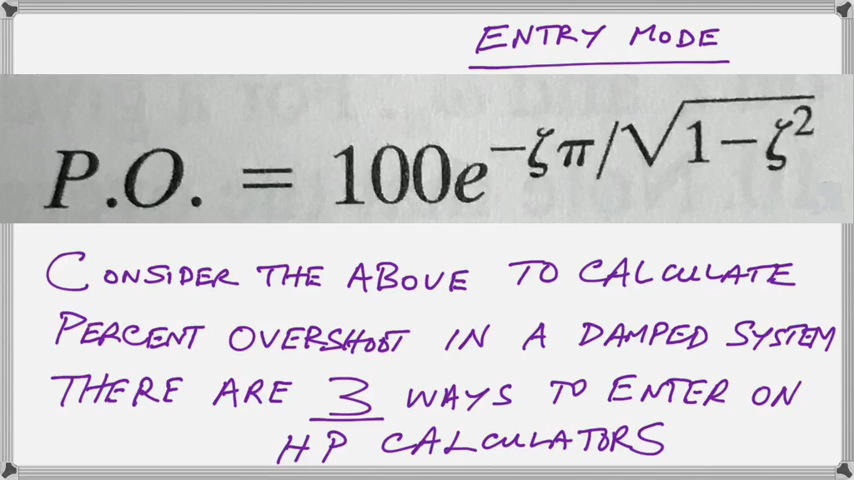 ENTRY MODE
P.O. = 100e^{-ζπ/√(1-ζ²)}
CONSIDER THE ABOVE TO CALCULATE
PERCENT OVERSHOOT IN A DAMPED SYSTEM
THERE ARE 3 WAYS TO ENTER ON
HP CALCULATORS